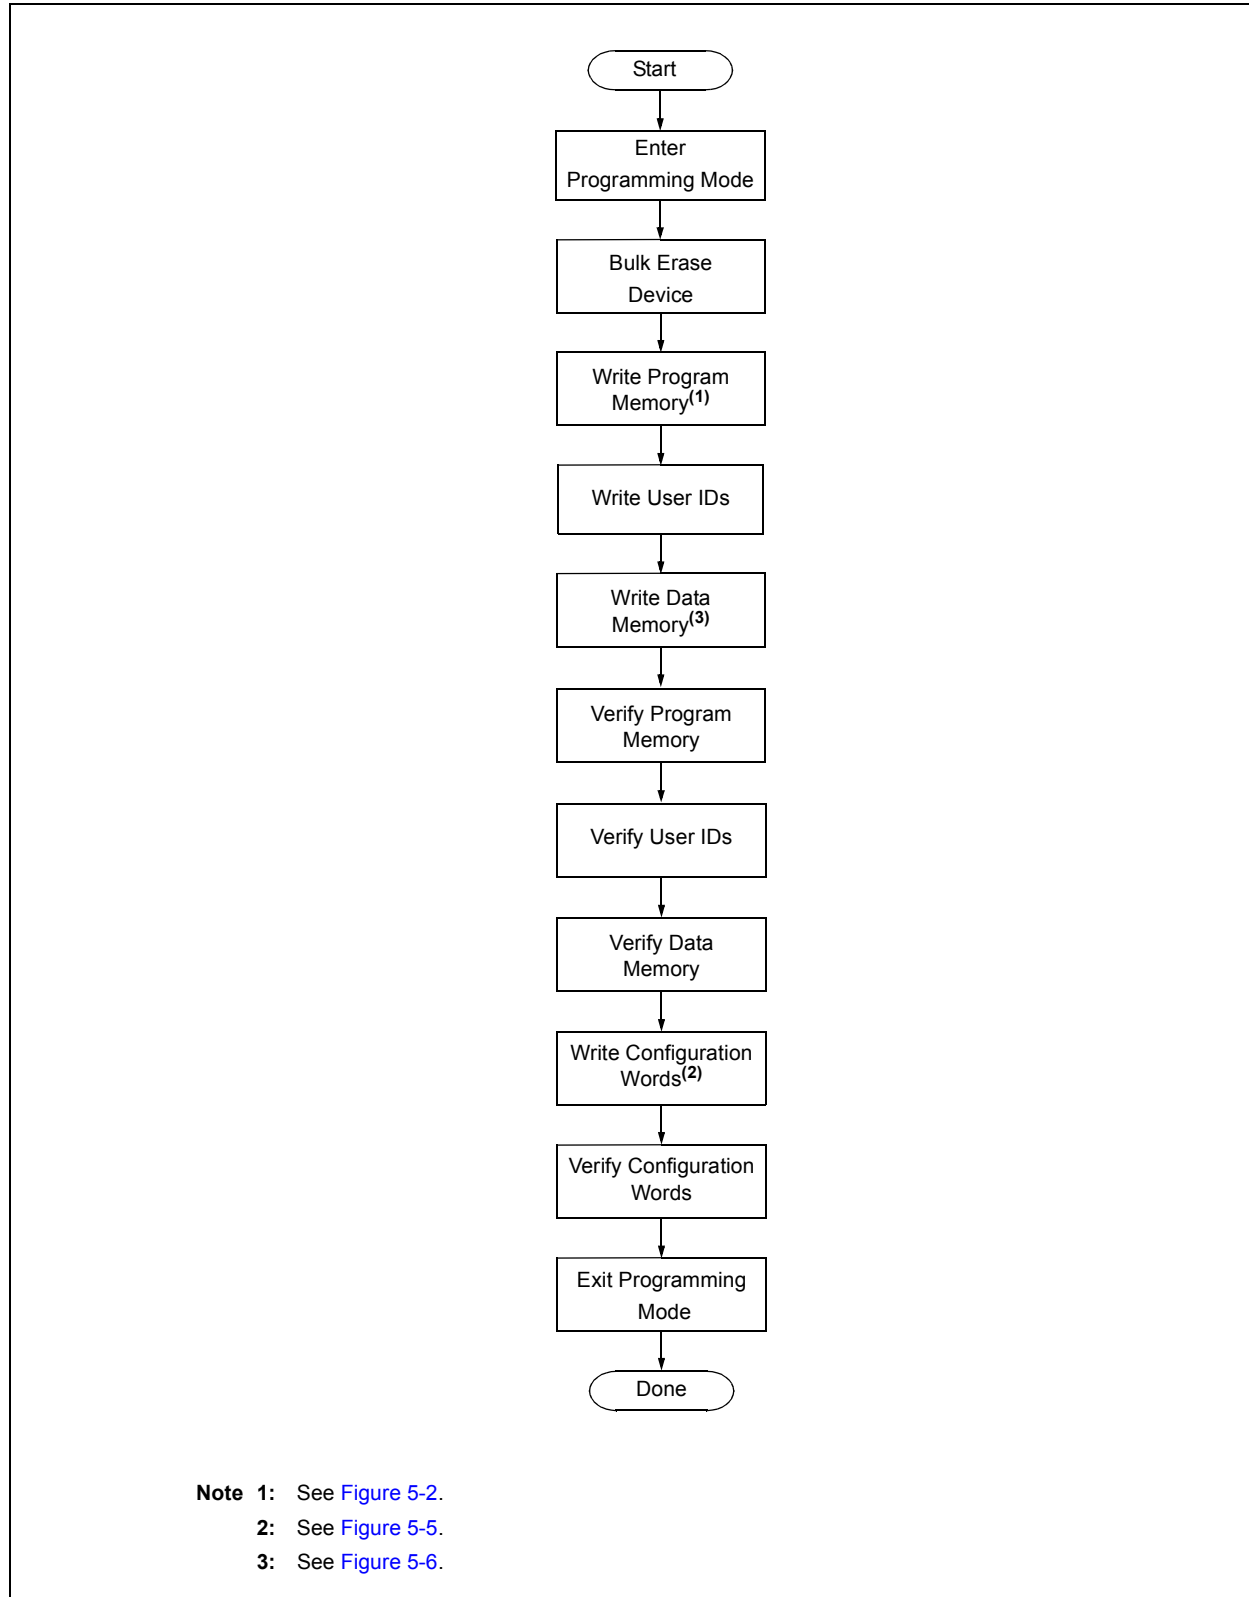 Start
Enter
Programming Mode
Bulk Erase
Device
Write Program
Memory(1)
Write User IDs
Write Data
Memory(3)
Verify Program
Memory
Verify User IDs
Verify Data
Memory
Write Configuration
Words(2)
Verify Configuration
Words
Exit Programming
Mode
Done
Note 1: See Figure 5-2.
2: See Figure 5-5.
3: See Figure 5-6.